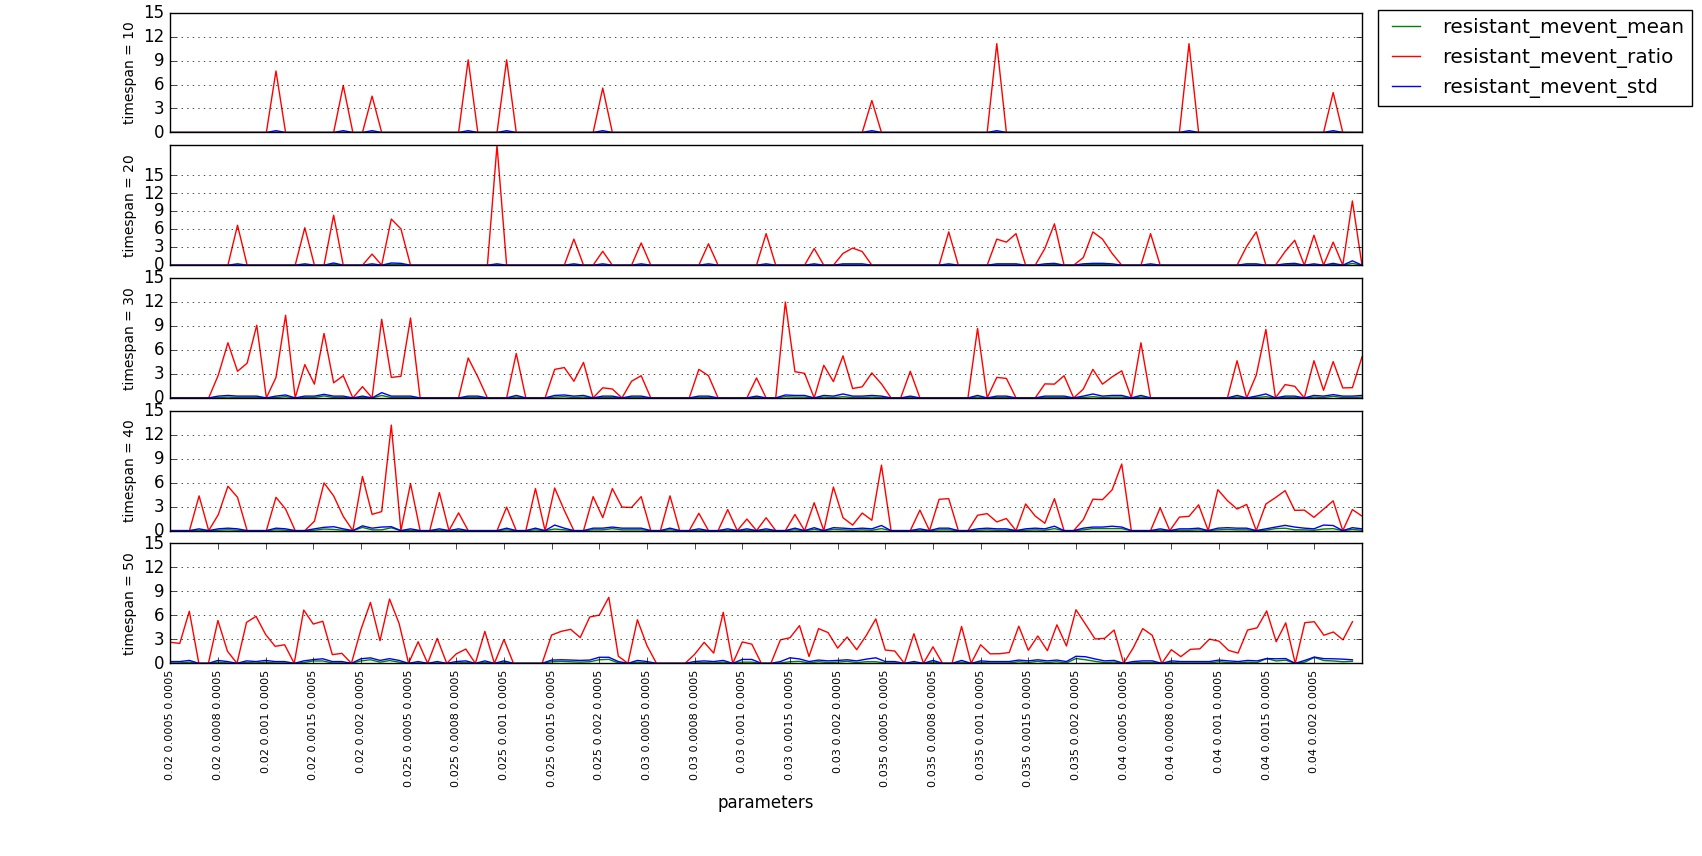 timespan = 10
15
12
9
6
3
0
timespan = 20
15
12
9
6
3
0
timespan = 30
15
12
9
6
3
0
timespan = 40
15
12
9
6
3
0
timespan = 50
15
12
9
6
3
0
resistant_mevent_mean
resistant_mevent_ratio
resistant_mevent_std
0.02 0.0005 0.0005
0.02 0.0008 0.0005
0.02 0.001 0.0005
0.02 0.0015 0.0005
0.02 0.002 0.0005
0.025 0.0005 0.0005
0.025 0.0008 0.0005
0.025 0.001 0.0005
0.025 0.0015 0.0005
0.025 0.002 0.0005
0.03 0.0005 0.0005
0.03 0.0008 0.0005
0.03 0.001 0.0005
0.03 0.0015 0.0005
0.03 0.002 0.0005
0.035 0.0005 0.0005
0.035 0.0008 0.0005
0.035 0.001 0.0005
0.035 0.0015 0.0005
0.035 0.002 0.0005
0.04 0.0005 0.0005
0.04 0.0008 0.0005
0.04 0.001 0.0005
0.04 0.0015 0.0005
0.04 0.002 0.0005
parameters